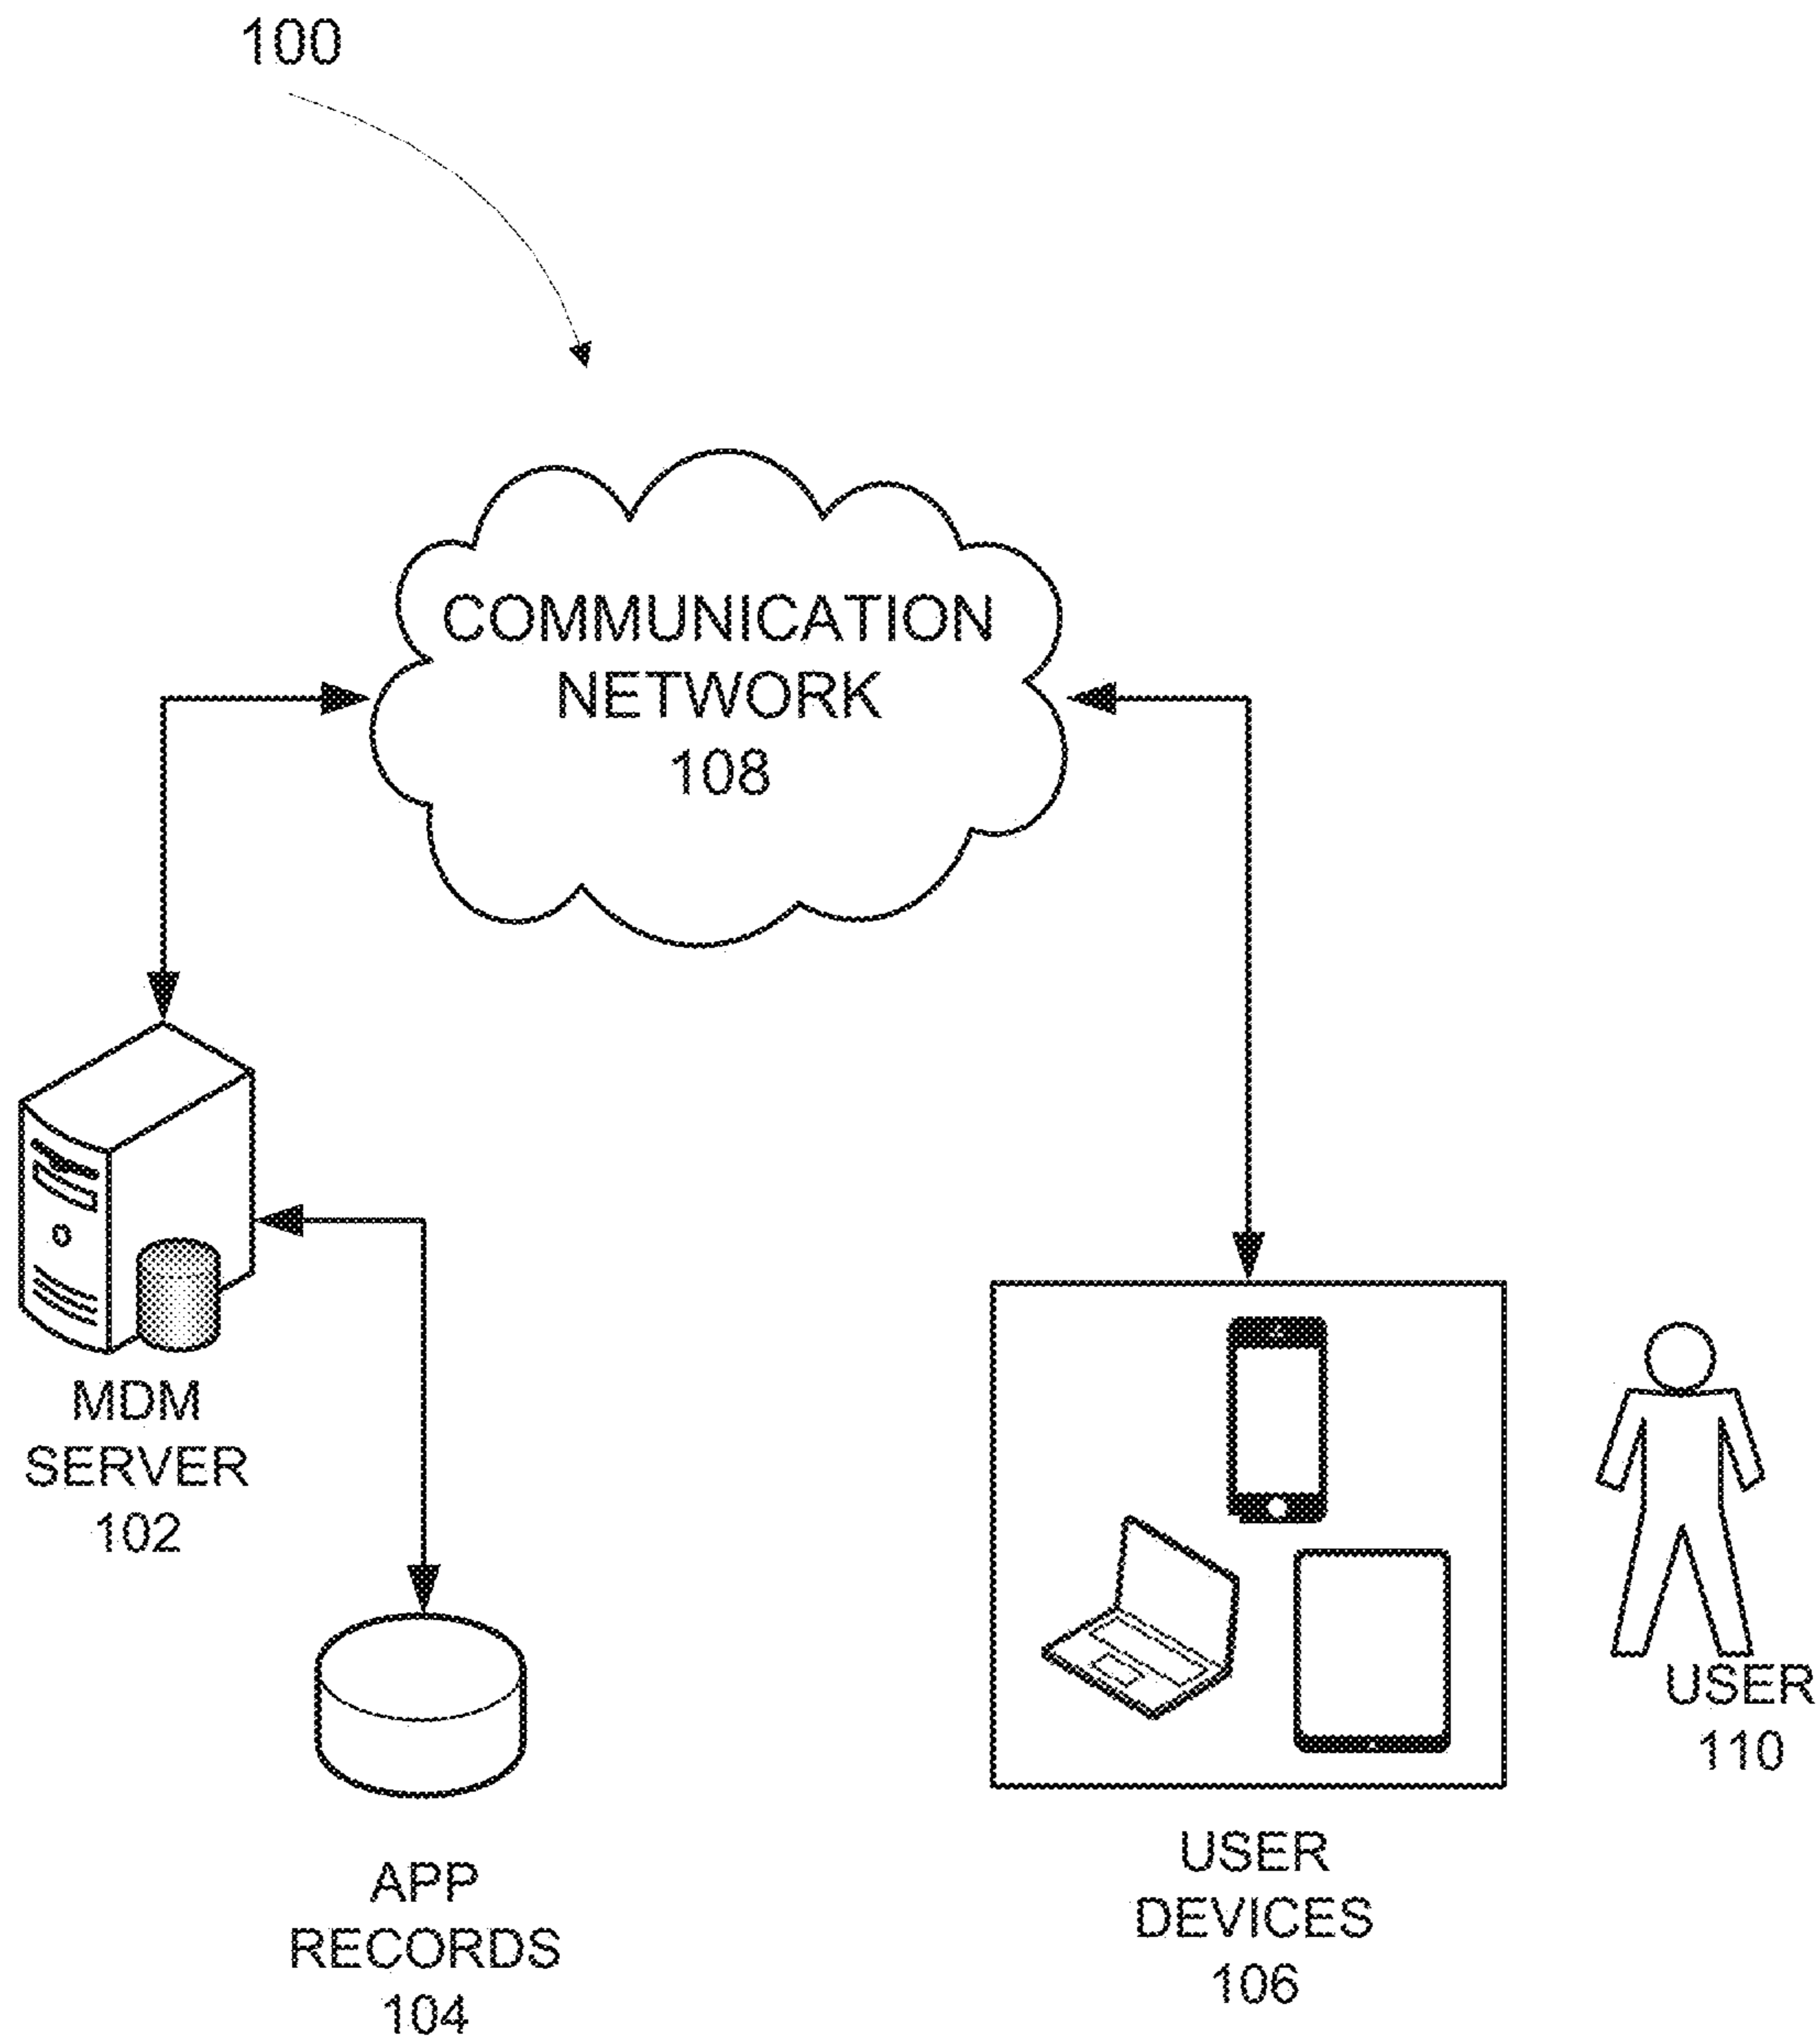 100
COMMUNICATION
NETWORK
108
MDM
SERVER
102
APP
RECORDS
104
USER
DEVICES
106
USER
110